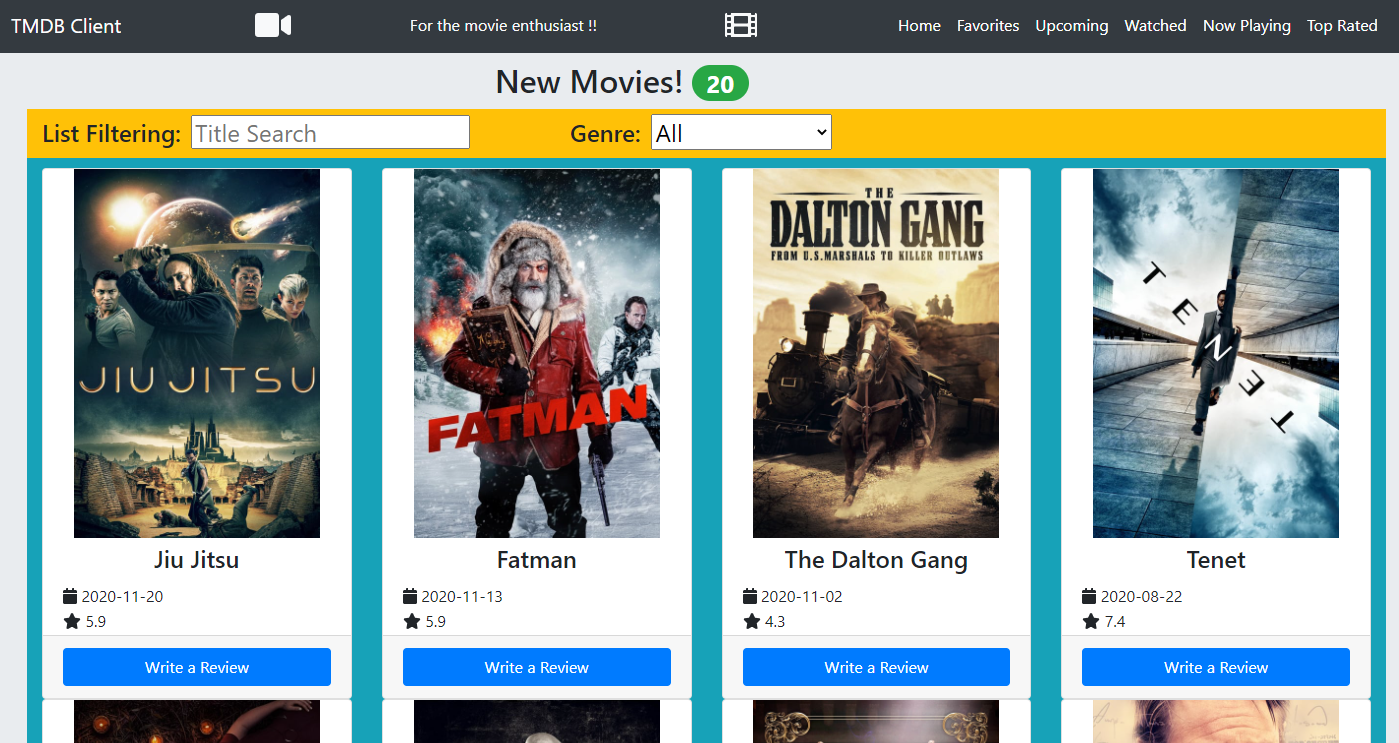 TMDB Client For the movie enthusiast !! Home Favorites Upcoming Watched Now Playing Top Rated
New Movies! 20
List Filtering: Title Search Genre: All
JIU JITSU
FATMAN
THE
DALTON GANG
FROM U.S. MARSHALS TO KILLER OUTLAWS
TENET
Jiu Jitsu
2020-11-20
5.9
Write a Review
Fatman
2020-11-13
5.9
Write a Review
The Dalton Gang
2020-11-02
4.3
Write a Review
Tenet
2020-08-22
7.4
Write a Review